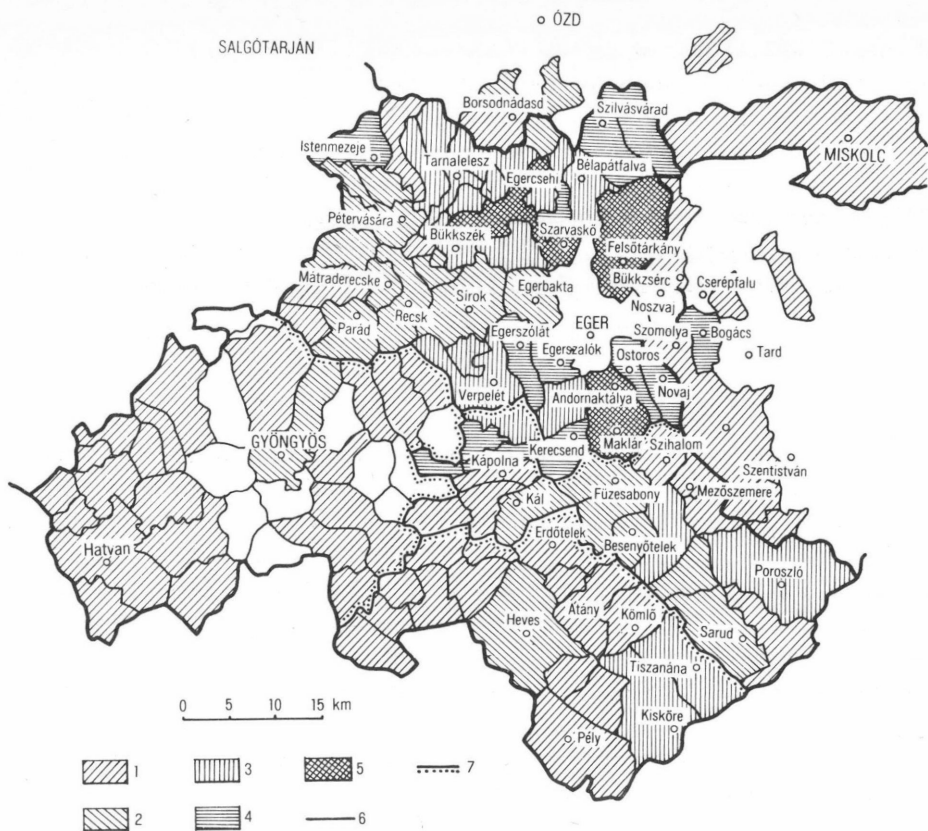 ÓZD
SALGÓTARJÁN
Borsodnádasd
Szilvásvárad
Istenmezeje
MISKOLC
Tarnalelesz
Egercsehi
Bélapátfalva
Pétervására
Bükkszék
Szarvaskő
Felsőtárkány
Mátraderecske
Bükkzsérc
Cserépfalu
Egerbakta
Noszvaj
Sirok
Recsk
Parád
EGER
Szomolya
Bogács
Egerszólát
Egerszalók
Ostoros
Tard
Verpelét
Andornaktálya
Novaj
GYÖNGYÖS
Kerecsend
Maklár
Szihalom
Kápolna
Szentistván
Kál
Füzesabony
Mezőszemere
Hatvan
Erdőtelek
Besenyőtelek
Poroszló
Heves
Átány
Kömlő
Sarud
Tiszanána
Kisköre
Pély
0 5 10 15 km
1 3 5 7
2 4 6